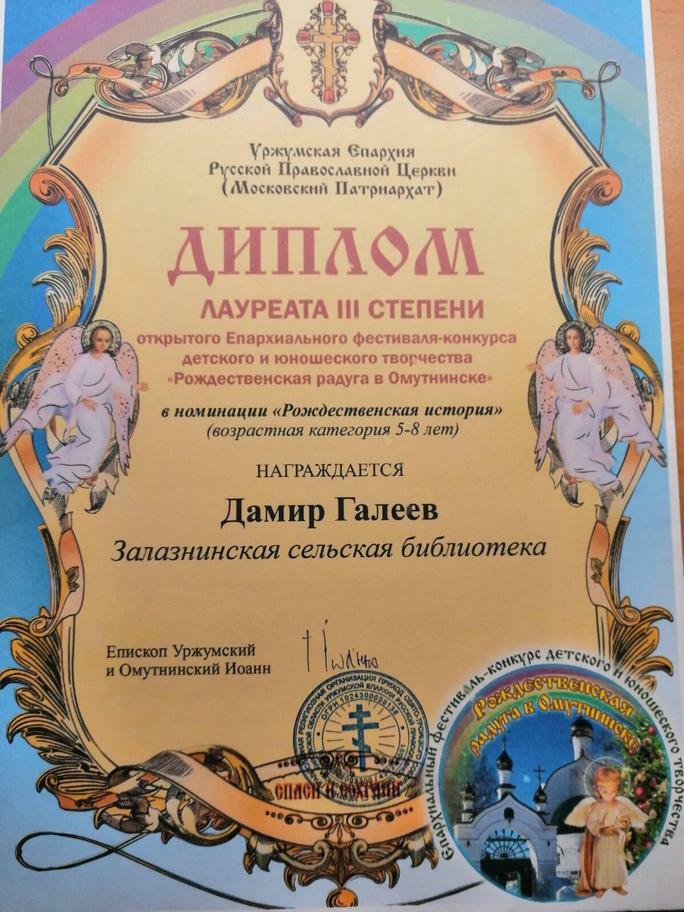 Уржумская Епархия
Русской Православной Церкви
(Московский Патриархат)
ДИПЛОМ
ЛАУРЕАТА III СТЕПЕНИ
открытого Епархиального фестиваля-конкурса
детского и юношеского творчества
«Рождественская радуга в Омутнинске»
в номинации «Рождественская история»
(возрастная категория 5-8 лет)
НАГРАЖДАЕТСЯ
Дамир Галеев
Залазнинская сельская библиотека
Епископ Уржумский
и Омутнинский Иоанн
† Іоаннъ
СПАСИ И СОХРАНИ
Епархиальный фестиваль-конкурс детского и юношеского творчества
Рождественская
радуга в Омутнинске